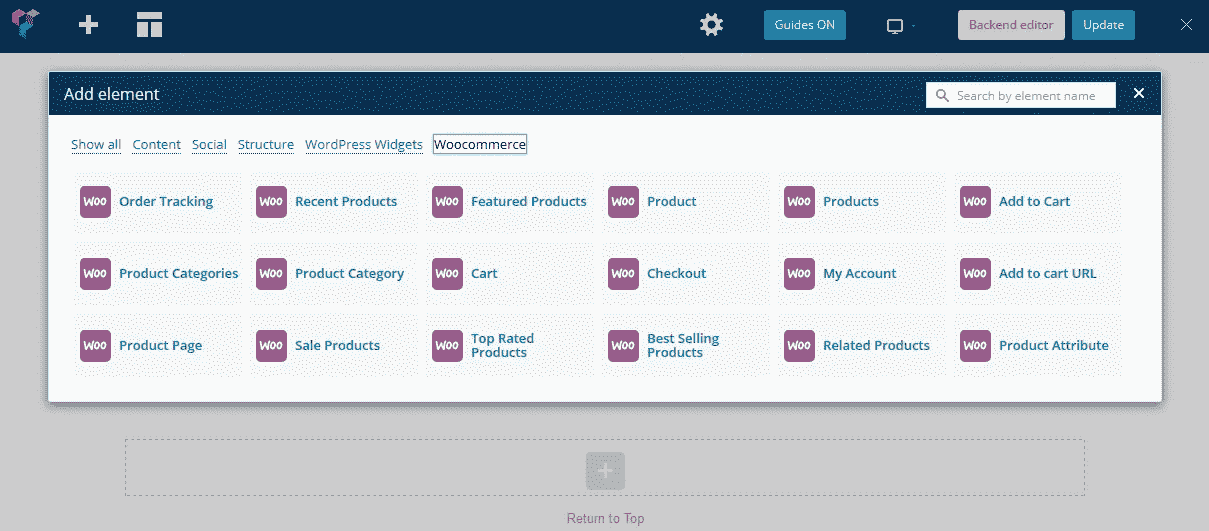 Guides ON
Backend editor
Update
Add element
Search by element name
Show all Content Social Structure WordPress Widgets Woocommerce
WOO Order Tracking
WOO Recent Products
WOO Featured Products
WOO Product
WOO Products
WOO Add to Cart
WOO Product Categories
WOO Product Category
WOO Cart
WOO Checkout
WOO My Account
WOO Add to cart URL
WOO Product Page
WOO Sale Products
WOO Top Rated
Products
WOO Best Selling
Products
WOO Related Products
WOO Product Attribute
Return to Top